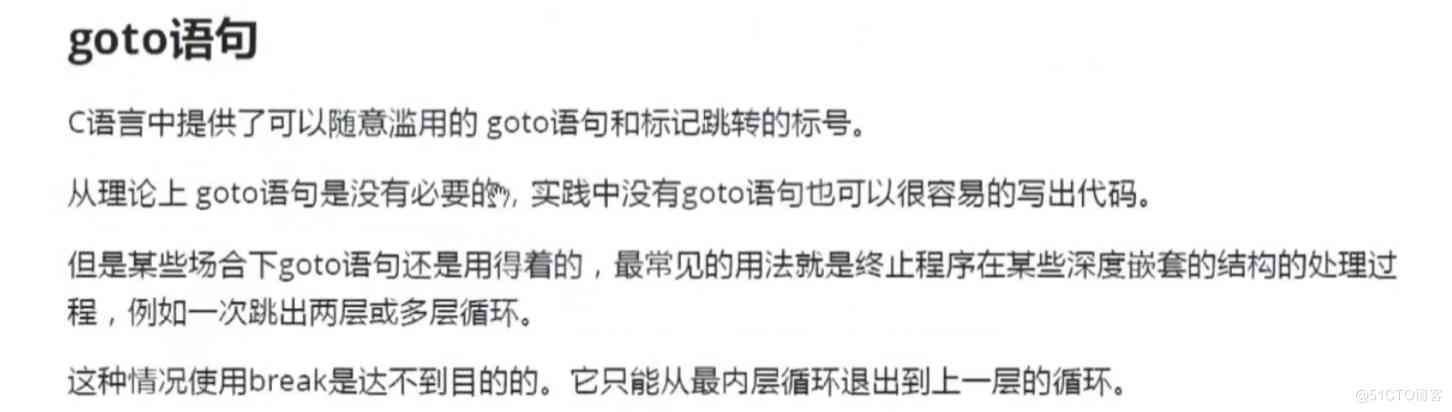 goto语句
C语言中提供了可以随意滥用的 goto语句和标记跳转的标号。
从理论上 goto语句是没有必要的, 实践中没有goto语句也可以很容易的写出代码。
但是某些场合下goto语句还是用得着的，最常见的用法就是终止程序在某些深度嵌套的结构的处理过
程，例如一次跳出两层或多层循环。
这种情况使用break是达不到目的的。它只能从最内层循环退出到上一层的循环。
@51CTO博客